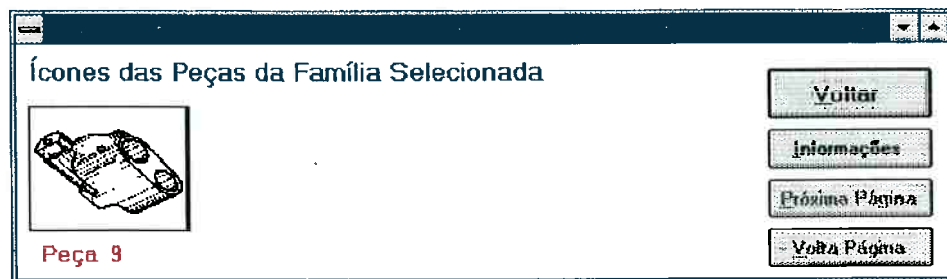 Ícones das Peças da Família Selecionada
Voltar
Informações
Próxima Página
Volta Página
Peça 9